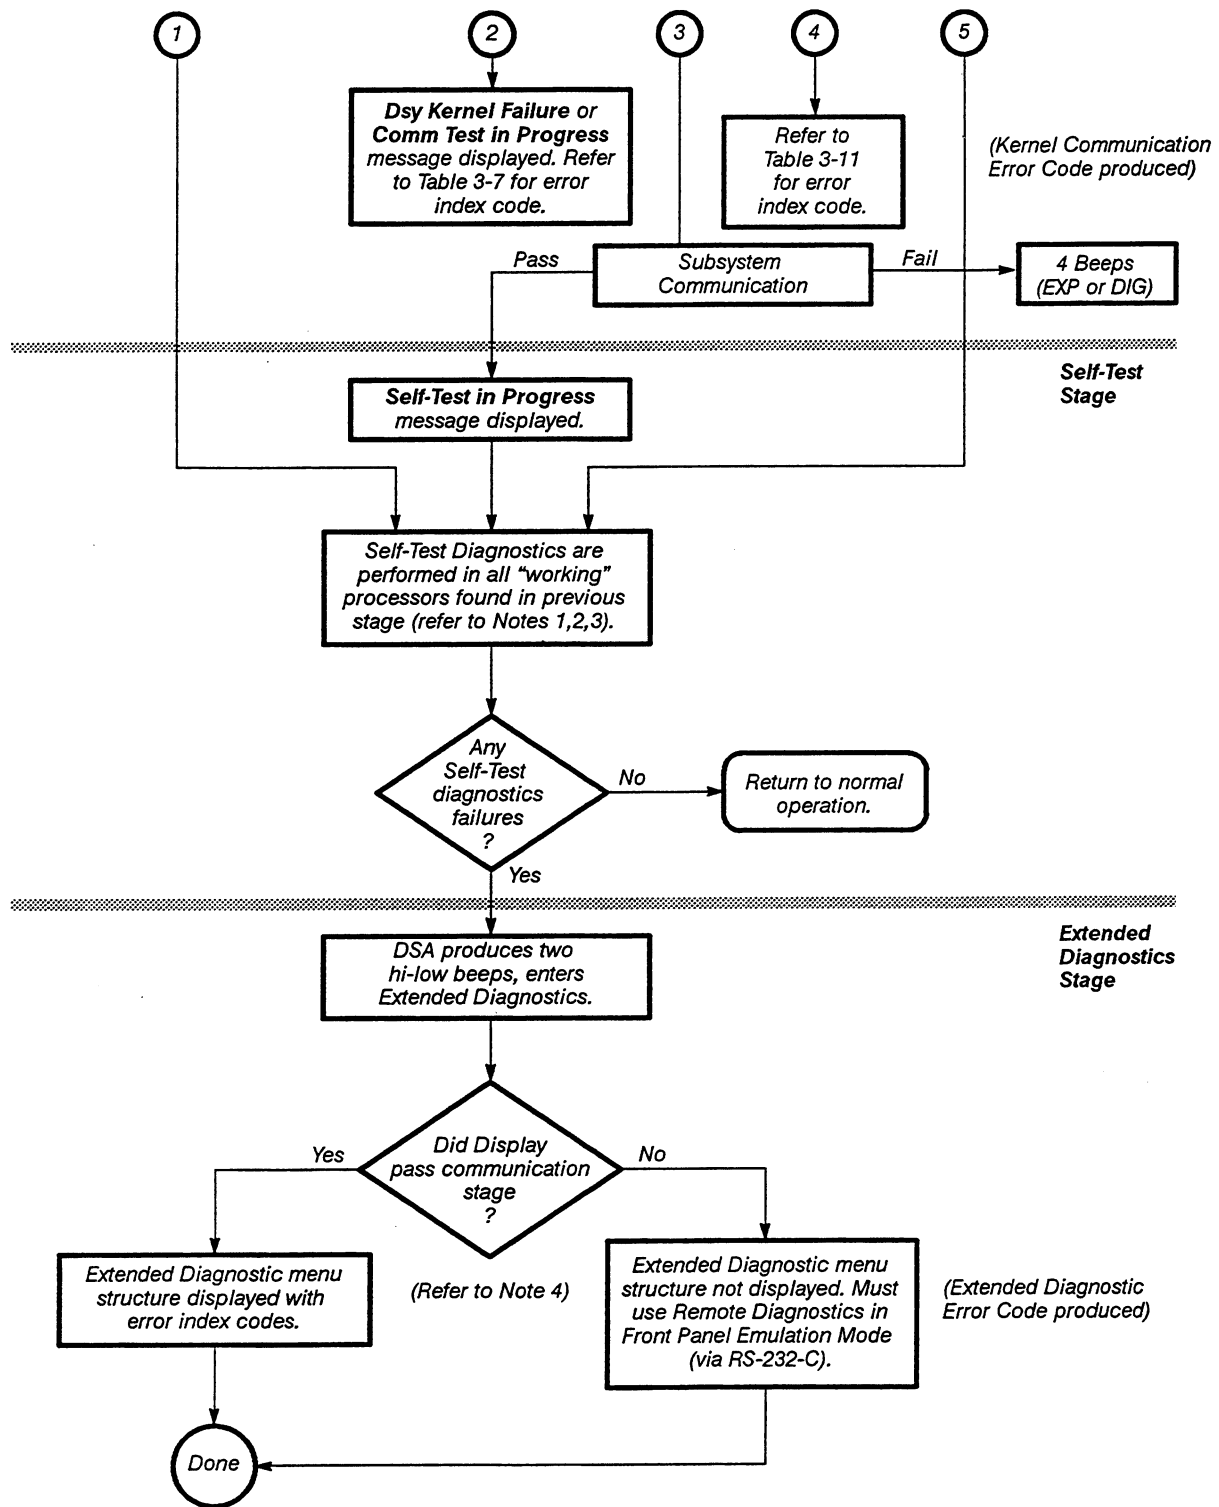 1
2
3
4
5
Dsy Kernel Failure or
Comm Test in Progress
message displayed. Refer
to Table 3-7 for error
index code.
Refer to
Table 3-11
for error
index code.
(Kernel Communication
Error Code produced)
Pass
Subsystem
Communication
Fail
4 Beeps
(EXP or DIG)
Self-Test
Stage
Self-Test in Progress
message displayed.
Self-Test Diagnostics are
performed in all “working”
processors found in previous
stage (refer to Notes 1,2,3).
Any
Self-Test
diagnostics
failures
?
No
Return to normal
operation.
Yes
Extended
Diagnostics
Stage
DSA produces two
hi-low beeps, enters
Extended Diagnostics.
Did Display
pass communication
stage
?
Yes
No
Extended Diagnostic menu
structure displayed with
error index codes.
(Refer to Note 4)
Extended Diagnostic menu
structure not displayed. Must
use Remote Diagnostics in
Front Panel Emulation Mode
(via RS-232-C).
(Extended Diagnostic
Error Code produced)
Done